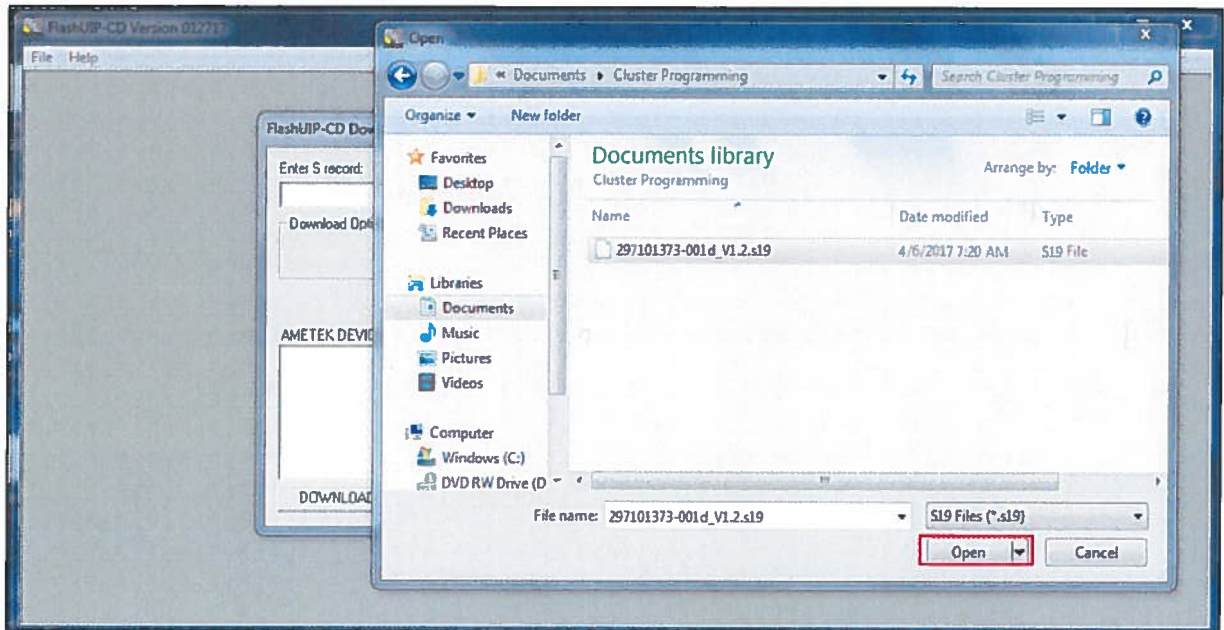 FlashUIP-CD Version 012717
File Help
Open
« Documents ▸ Cluster Programming
Search Cluster Programming
Organize ▾ New folder
FlashUIP-CD Dow
Enter S record:
Download Opti
AMETEK DEVIC
DOWNLOAD
Favorites
Desktop
Downloads
Recent Places
Libraries
Documents
Music
Pictures
Videos
Computer
Windows (C:)
DVD RW Drive (D
Documents library
Cluster Programming
Arrange by: Folder ▾
Name Date modified Type
297101373-001d_V1.2.s19 4/6/2017 7:20 AM S19 File
File name: 297101373-001d_V1.2.s19
S19 Files (*.s19)
Open
Cancel